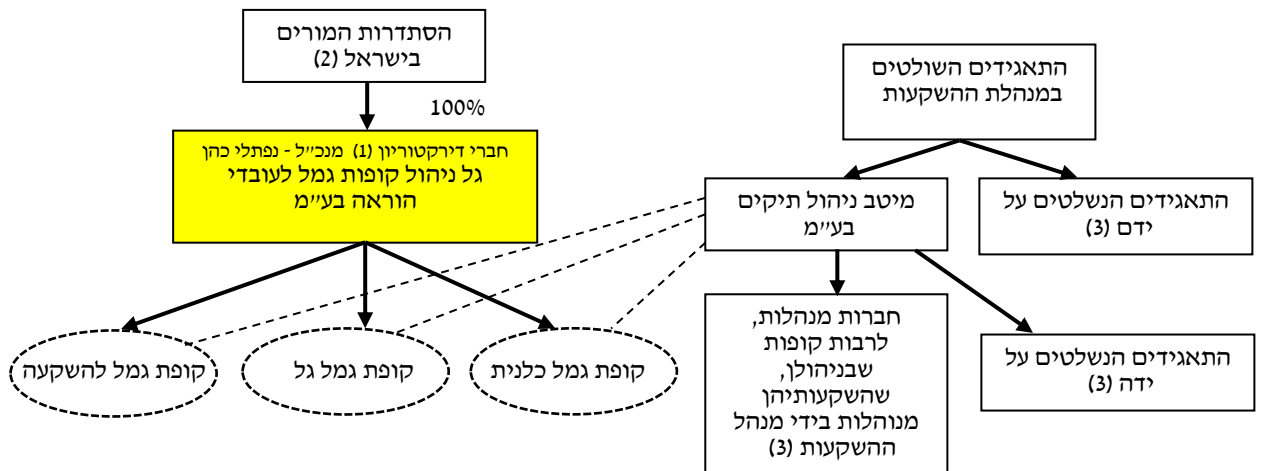 הסתדרות המורים
בישראל (2)
100%
חברי דירקטוריון (1) מנכ״ל - נפתלי כהן
גל ניהול קופות גמל לעובדי
הוראה בע״מ
קופת גמל כלנית
קופת גמל גל
קופת גמל להשקעה
התאגידים השולטים
במנהלת ההשקעות
התאגידים הנשלטים על
ידם (3)
מיטב ניהול תיקים
בע״מ
חברות מנהלות,
לרבות קופות
שבניהולן,
שהשקעותיהן
מנוהלות בידי מנהל
ההשקעות (3)
התאגידים הנשלטים על
ידה (3)